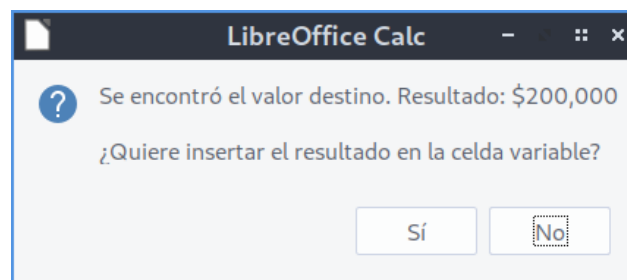 LibreOffice Calc
Se encontró el valor destino. Resultado: $200,000
¿Quiere insertar el resultado en la celda variable?
Sí No